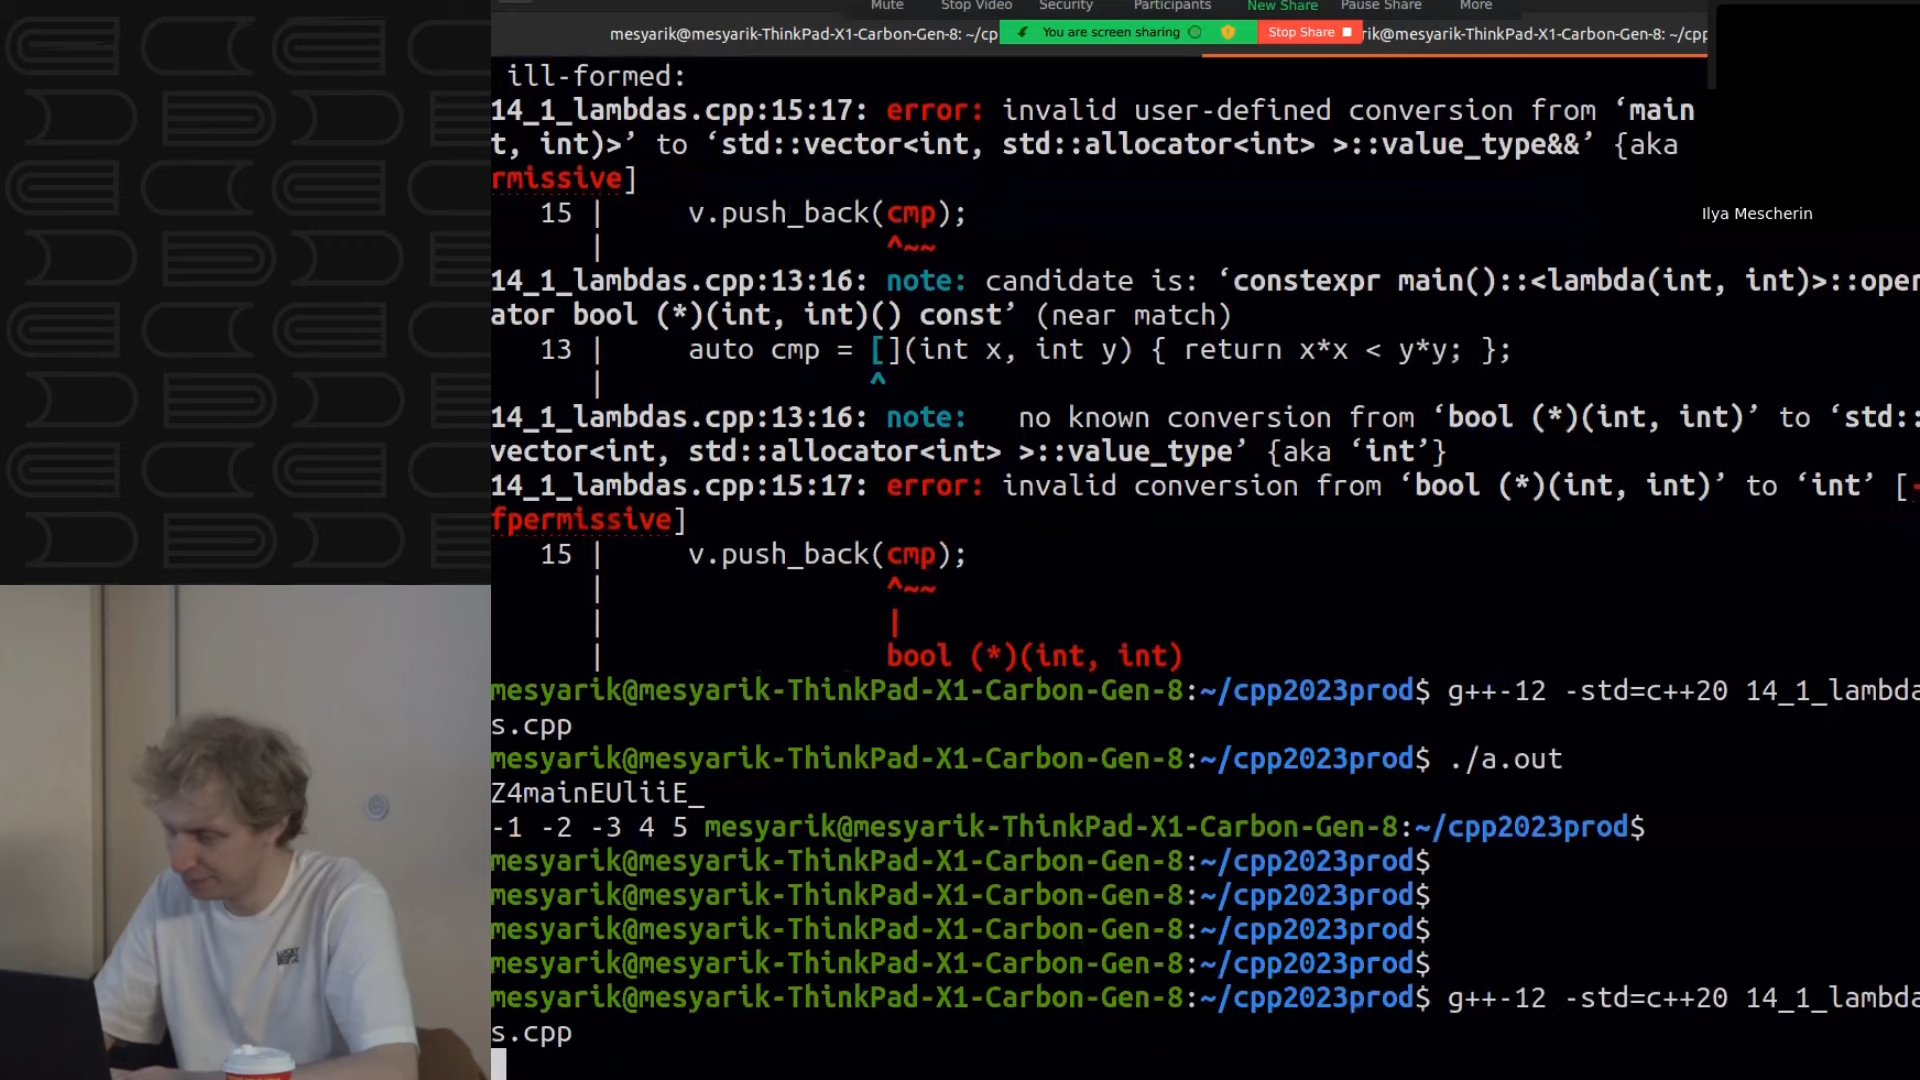 Mute Stop Video Security Participants New Share Pause Share More
mesyarik@mesyarik-ThinkPad-X1-Carbon-Gen-8: ~/cp
You are screen sharing
Stop Share
rik@mesyarik-ThinkPad-X1-Carbon-Gen-8: ~/cpp
Ilya Mescherin
ill-formed:
14_1_lambdas.cpp:15:17: error: invalid user-defined conversion from ‘main
t, int)>’ to ‘std::vector<int, std::allocator<int> >::value_type&&’ {aka
rmissive]
15 | v.push_back(cmp);
| ^~~
14_1_lambdas.cpp:13:16: note: candidate is: ‘constexpr main()::<lambda(int, int)>::oper
ator bool (*)(int, int)() const’ (near match)
13 | auto cmp = [](int x, int y) { return x*x < y*y; };
| ^
14_1_lambdas.cpp:13:16: note:   no known conversion from ‘bool (*)(int, int)’ to ‘std::
vector<int, std::allocator<int> >::value_type’ {aka ‘int’}
14_1_lambdas.cpp:15:17: error: invalid conversion from ‘bool (*)(int, int)’ to ‘int’ [-
fpermissive]
15 | v.push_back(cmp);
| ^~~
| |
| bool (*)(int, int)
mesyarik@mesyarik-ThinkPad-X1-Carbon-Gen-8:~/cpp2023prod$ g++-12 -std=c++20 14_1_lambda
s.cpp
mesyarik@mesyarik-ThinkPad-X1-Carbon-Gen-8:~/cpp2023prod$ ./a.out
Z4mainEUliiE_
-1 -2 -3 4 5 mesyarik@mesyarik-ThinkPad-X1-Carbon-Gen-8:~/cpp2023prod$
mesyarik@mesyarik-ThinkPad-X1-Carbon-Gen-8:~/cpp2023prod$
mesyarik@mesyarik-ThinkPad-X1-Carbon-Gen-8:~/cpp2023prod$
mesyarik@mesyarik-ThinkPad-X1-Carbon-Gen-8:~/cpp2023prod$
mesyarik@mesyarik-ThinkPad-X1-Carbon-Gen-8:~/cpp2023prod$
mesyarik@mesyarik-ThinkPad-X1-Carbon-Gen-8:~/cpp2023prod$ g++-12 -std=c++20 14_1_lambda
s.cpp